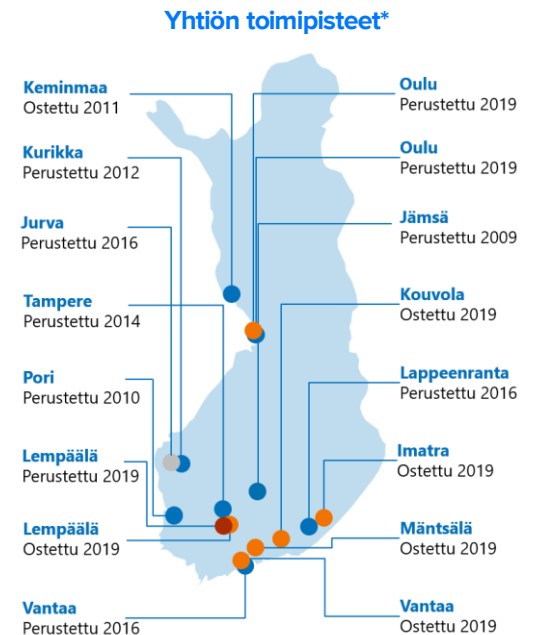 Yhtiön toimipisteet*
Keminmaa
Ostettu 2011
Kurikka
Perustettu 2012
Jurva
Perustettu 2016
Tampere
Perustettu 2014
Pori
Perustettu 2010
Lempäälä
Perustettu 2019
Lempäälä
Ostettu 2019
Vantaa
Perustettu 2016
Oulu
Perustettu 2019
Oulu
Perustettu 2019
Jämsä
Perustettu 2009
Kouvola
Ostettu 2019
Lappeenranta
Perustettu 2016
Imatra
Ostettu 2019
Mäntsälä
Ostettu 2019
Vantaa
Ostettu 2019